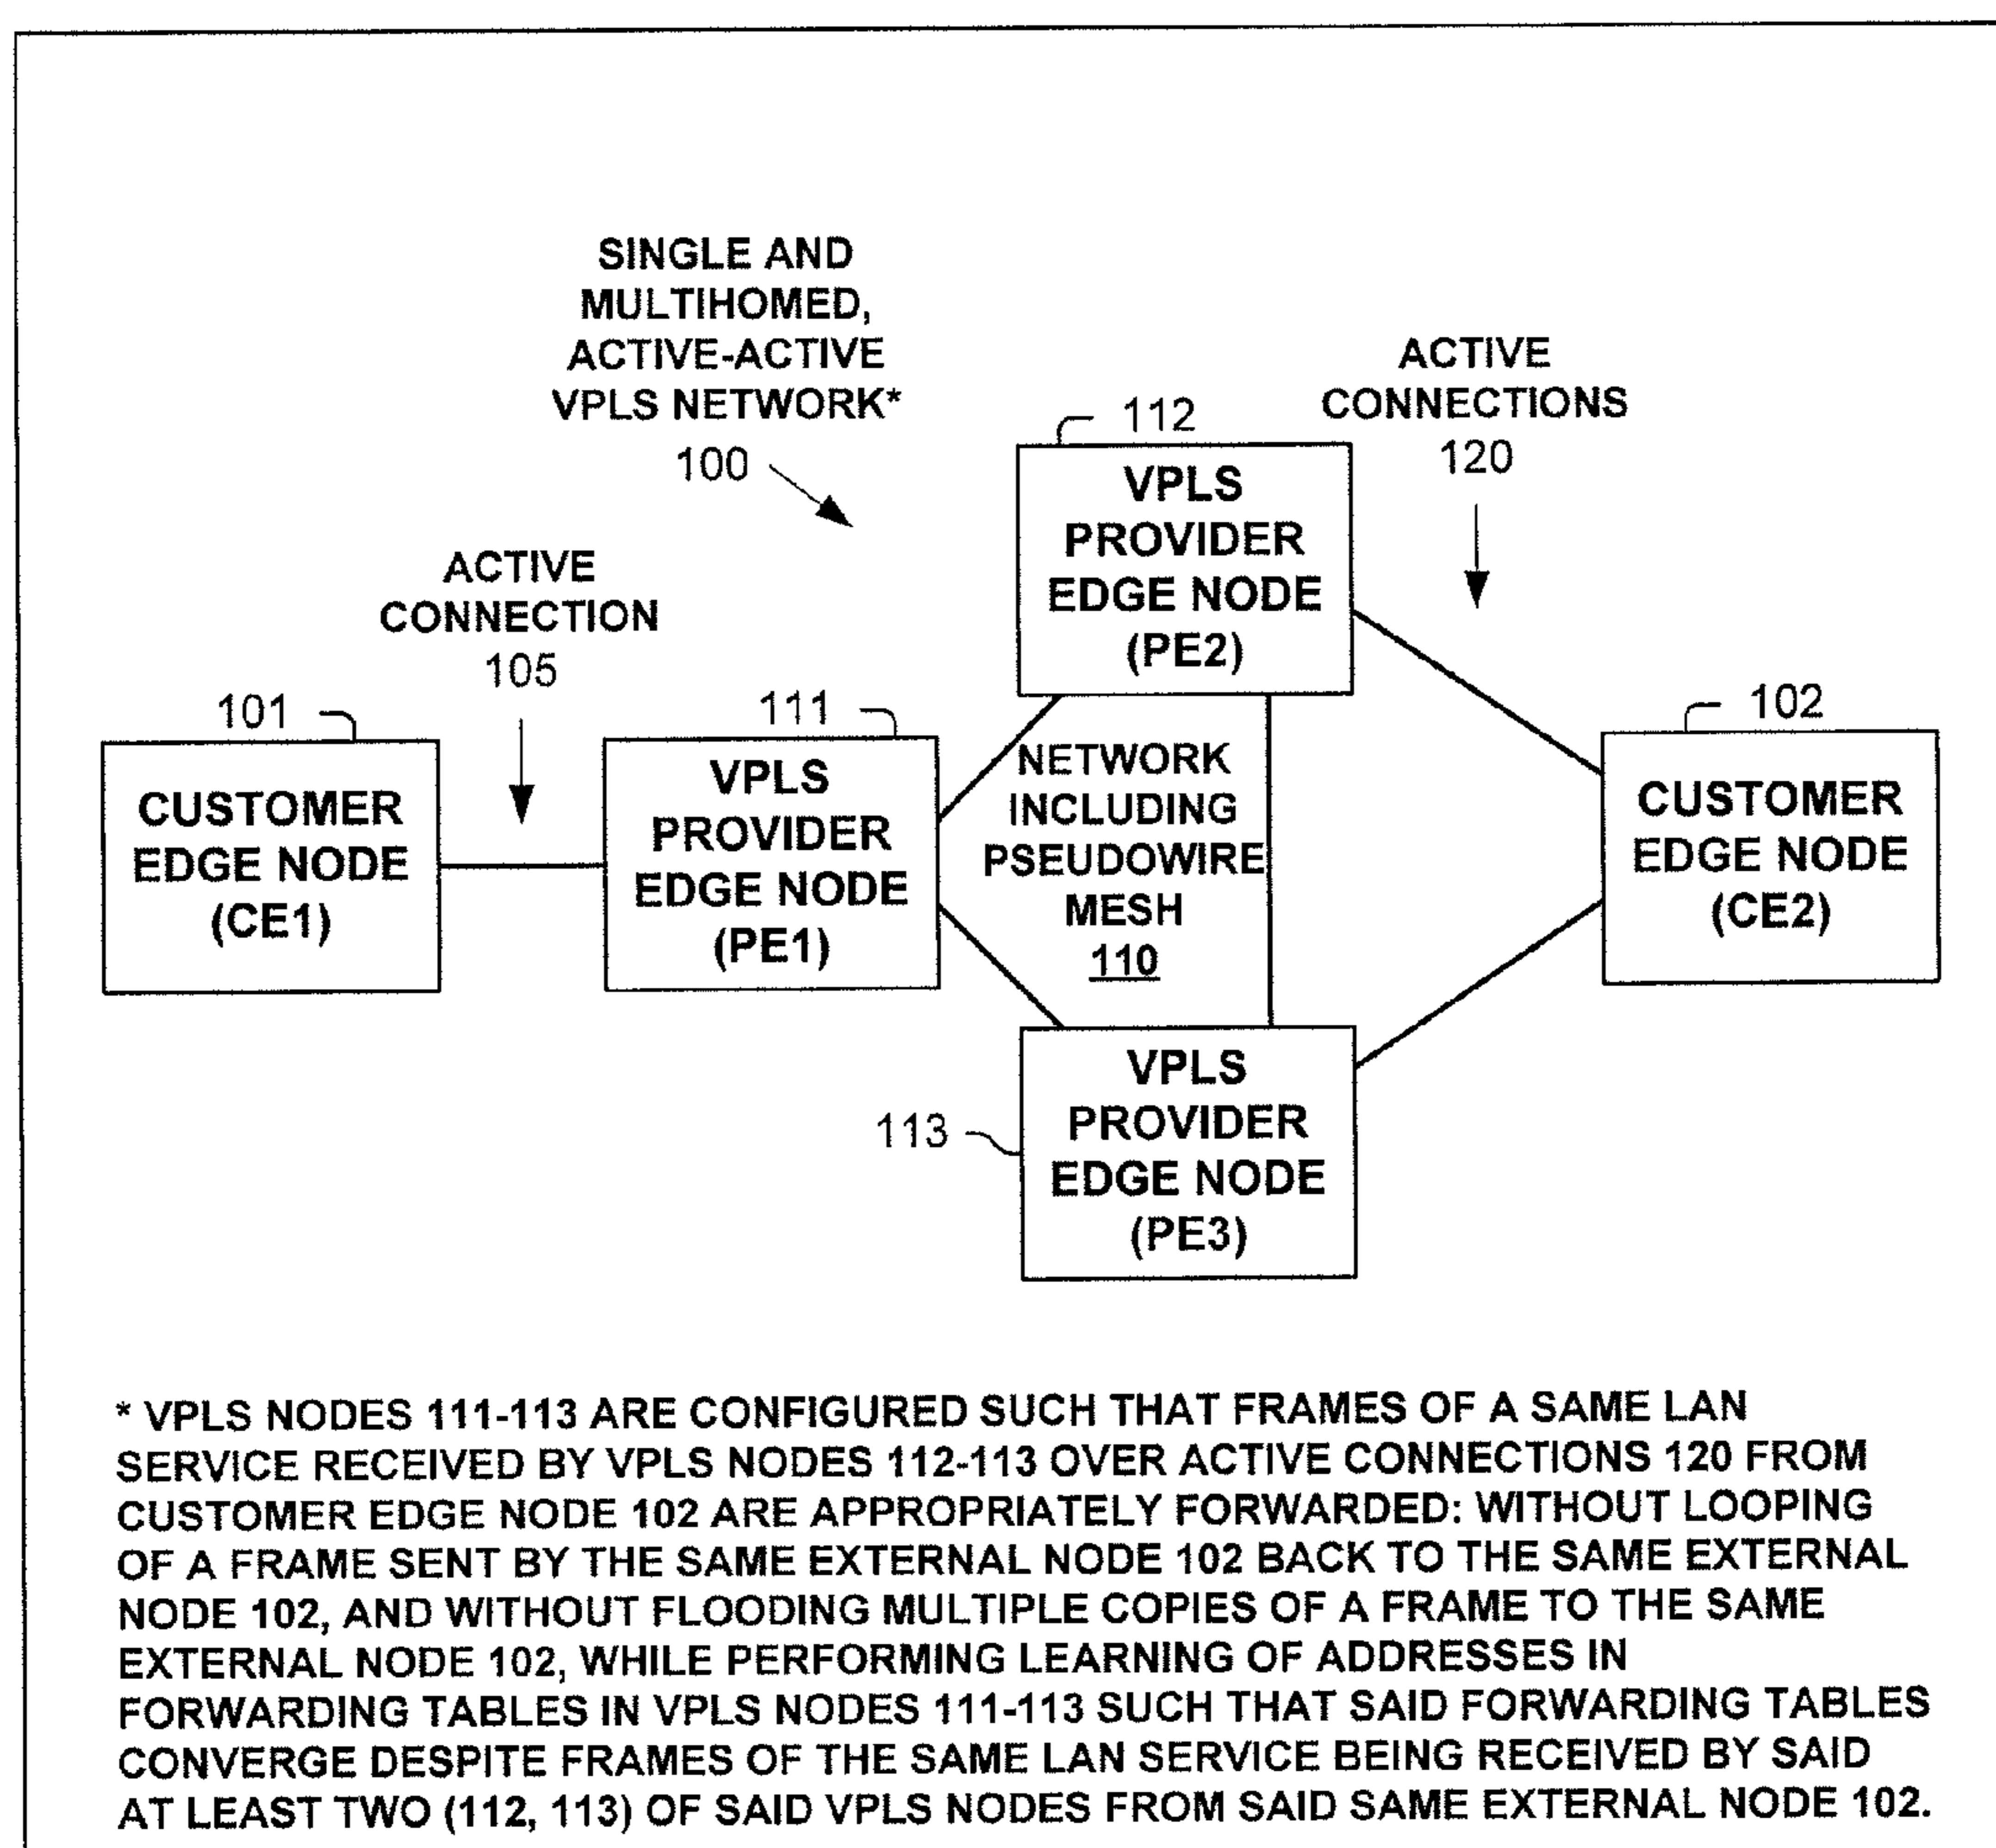 SINGLE AND
MULTIHOMED,
ACTIVE-ACTIVE
VPLS NETWORK*
100
ACTIVE
CONNECTIONS
120
112
VPLS
PROVIDER
EDGE NODE
(PE2)
ACTIVE
CONNECTION
105
101
CUSTOMER
EDGE NODE
(CE1)
111
VPLS
PROVIDER
EDGE NODE
(PE1)
NETWORK
INCLUDING
PSEUDOWIRE
MESH
110
102
CUSTOMER
EDGE NODE
(CE2)
113
VPLS
PROVIDER
EDGE NODE
(PE3)
* VPLS NODES 111-113 ARE CONFIGURED SUCH THAT FRAMES OF A SAME LAN
SERVICE RECEIVED BY VPLS NODES 112-113 OVER ACTIVE CONNECTIONS 120 FROM
CUSTOMER EDGE NODE 102 ARE APPROPRIATELY FORWARDED: WITHOUT LOOPING
OF A FRAME SENT BY THE SAME EXTERNAL NODE 102 BACK TO THE SAME EXTERNAL
NODE 102, AND WITHOUT FLOODING MULTIPLE COPIES OF A FRAME TO THE SAME
EXTERNAL NODE 102, WHILE PERFORMING LEARNING OF ADDRESSES IN
FORWARDING TABLES IN VPLS NODES 111-113 SUCH THAT SAID FORWARDING TABLES
CONVERGE DESPITE FRAMES OF THE SAME LAN SERVICE BEING RECEIVED BY SAID
AT LEAST TWO (112, 113) OF SAID VPLS NODES FROM SAID SAME EXTERNAL NODE 102.